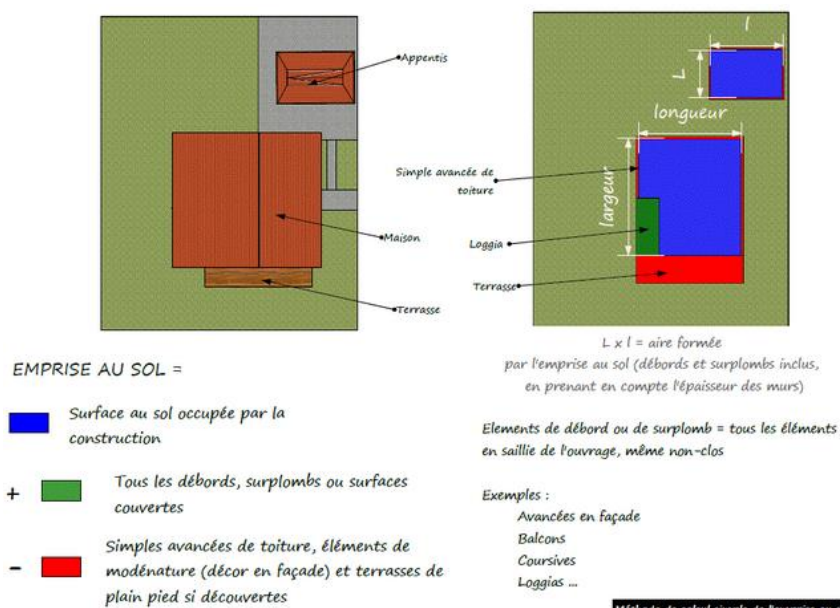 Appentis
Maison
Terrasse
l
L
longueur
largeur
Simple avancée de
toiture
Loggia
Terrasse
L x l = aire formée
par l'emprise au sol (débords et surplombs inclus,
en prenant en compte l'épaisseur des murs)
EMPRISE AU SOL =
Surface au sol occupée par la
construction
+ Tous les débords, surplombs ou surfaces
couvertes
- Simples avancées de toiture, éléments de
modénature (décor en façade) et terrasses de
plain pied si découvertes
Elements de débord ou de surplomb = tous les éléments
en saillie de l'ouvrage, même non-clos
Exemples :
Avancées en façade
Balcons
Coursives
Loggias ...